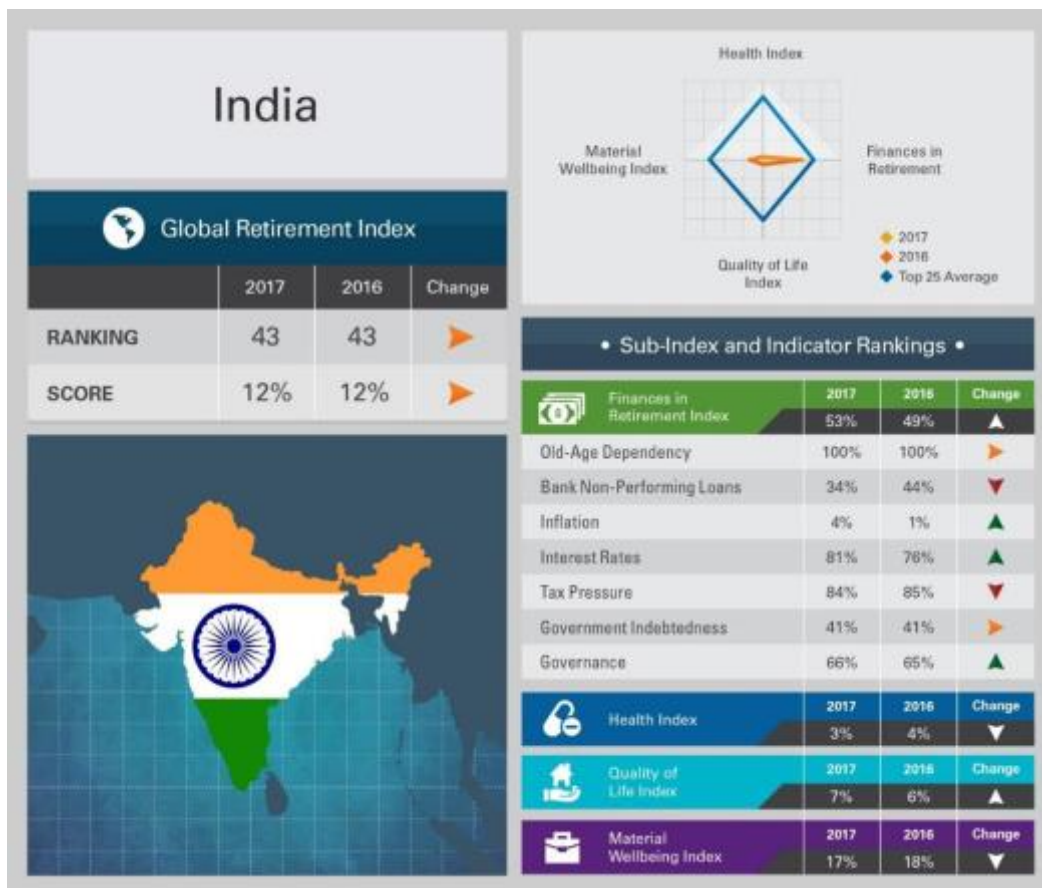 India
Global Retirement Index
2017 2016 Change
RANKING 43 43
SCORE 12% 12%
Health Index
Material
Wellbeing Index
Finances in
Retirement
Quality of Life
Index
2017
2016
Top 25 Average
• Sub-Index and Indicator Rankings •
Finances in
Retirement Index
2017 2016 Change
53% 49%
Old-Age Dependency 100% 100%
Bank Non-Performing Loans 34% 44%
Inflation 4% 1%
Interest Rates 81% 76%
Tax Pressure 84% 85%
Government Indebtedness 41% 41%
Governance 66% 65%
Health Index
2017 2016 Change
3% 4%
Quality of
Life Index
2017 2016 Change
7% 6%
Material
Wellbeing Index
2017 2016 Change
17% 18%